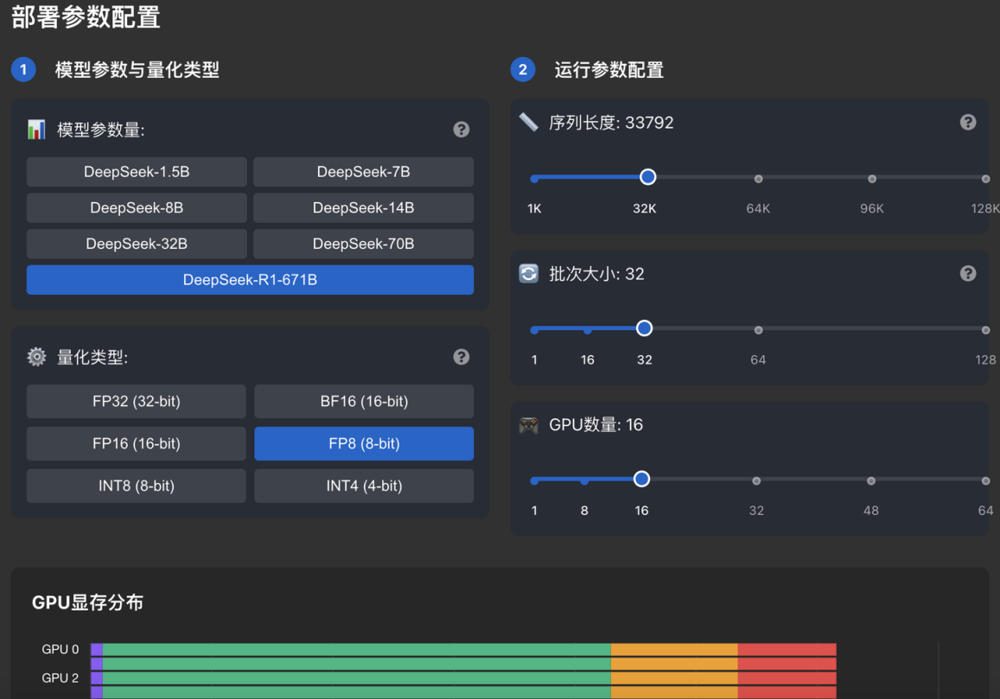 部署参数配置
1 模型参数与量化类型
模型参数量: ?
DeepSeek-1.5B DeepSeek-7B
DeepSeek-8B DeepSeek-14B
DeepSeek-32B DeepSeek-70B
DeepSeek-R1-671B
量化类型: ?
FP32 (32-bit) BF16 (16-bit)
FP16 (16-bit) FP8 (8-bit)
INT8 (8-bit) INT4 (4-bit)
2 运行参数配置
序列长度: 33792 ?
1K 32K 64K 96K 128K
批次大小: 32 ?
1 16 32 64 128
GPU数量: 16
1 8 16 32 48 64
GPU显存分布
GPU 0
GPU 2